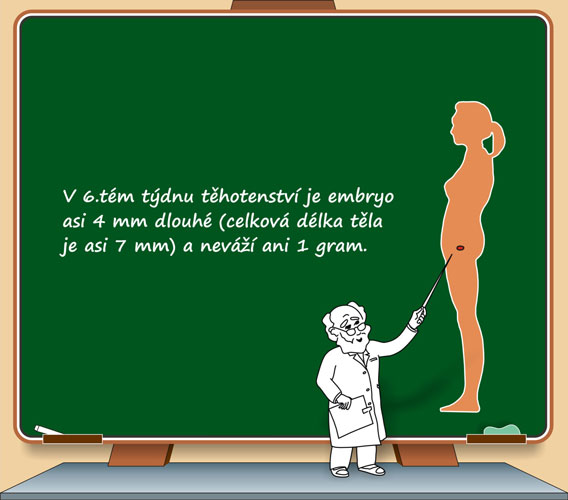 V 6.tém týdnu těhotenství je embryo
asi 4 mm dlouhé (celková délka těla
je asi 7 mm) a neváží ani 1 gram.